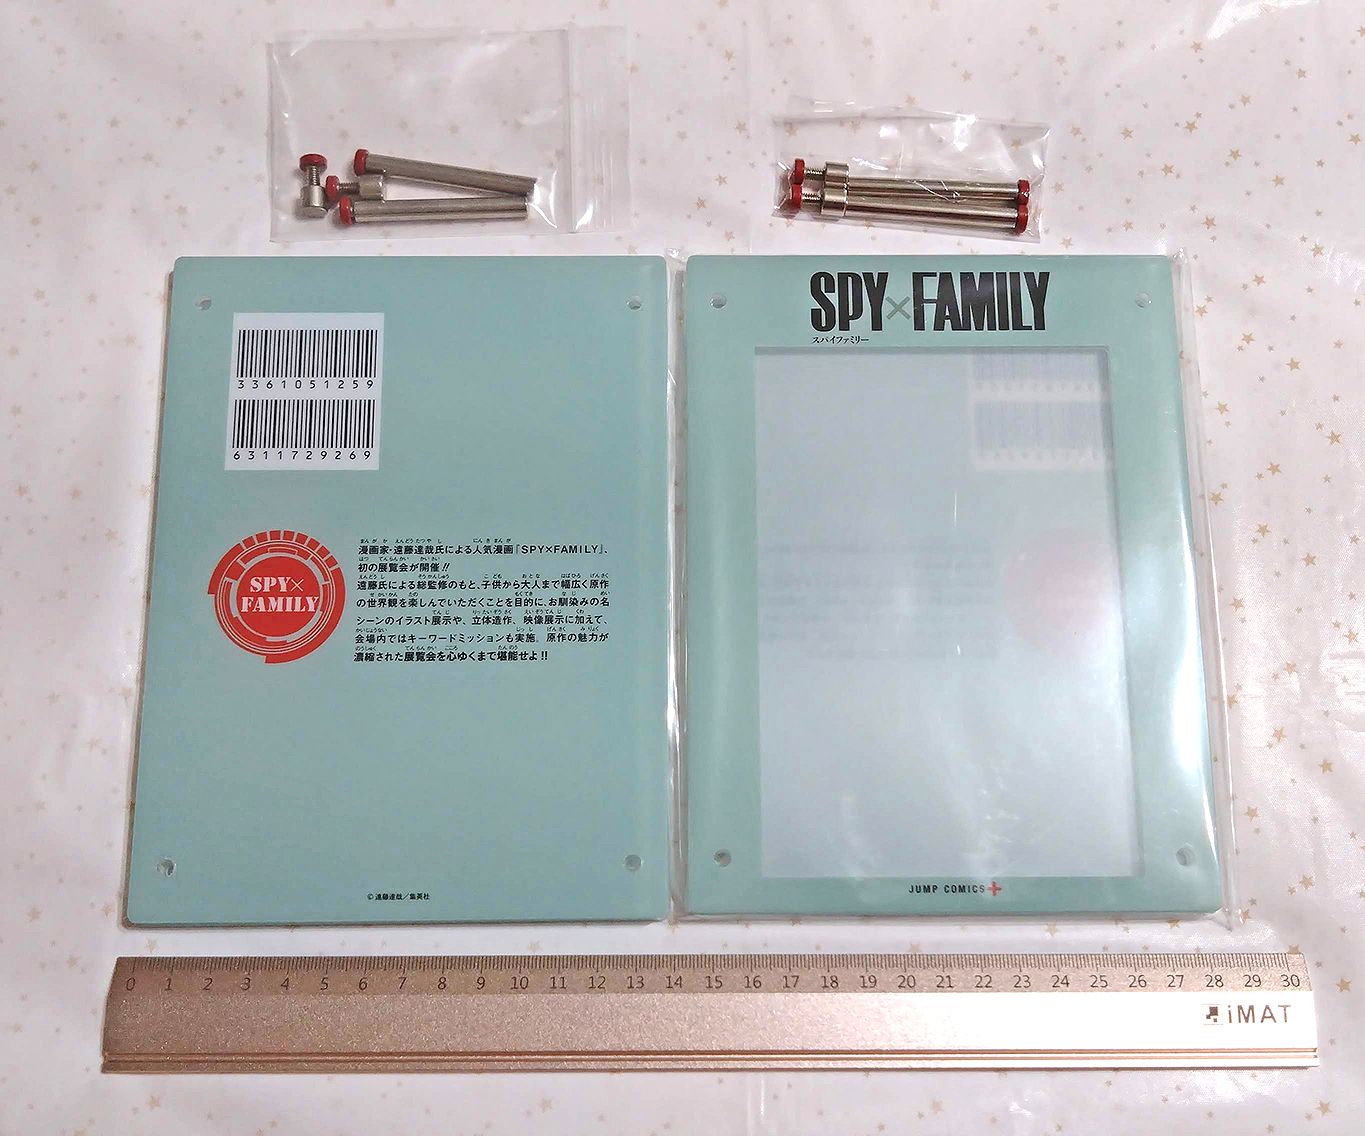 3361051259
6311729269
SPY×
FAMILY
漫画家・遠藤達哉氏による人気漫画『SPY×FAMILY』、
初の展覧会が開催!!
遠藤氏による総監修のもと、子供から大人まで幅広く原作
の世界観を楽しんでいただくことを目的に、お馴染みの名
シーンのイラスト展示や、立体造作、映像展示に加えて、
会場内ではキーワードミッションも実施。原作の魅力が
濃縮された展覧会を心ゆくまで堪能せよ!!
©遠藤達哉/集英社
SPY×FAMILY
スパイファミリー
JUMP COMICS+
0 1 2 3 4 5 6 7 8 9 10 11 12 13 14 15 16 17 18 19 20 21 22 23 24 25 26 27 28 29 30
iMAT